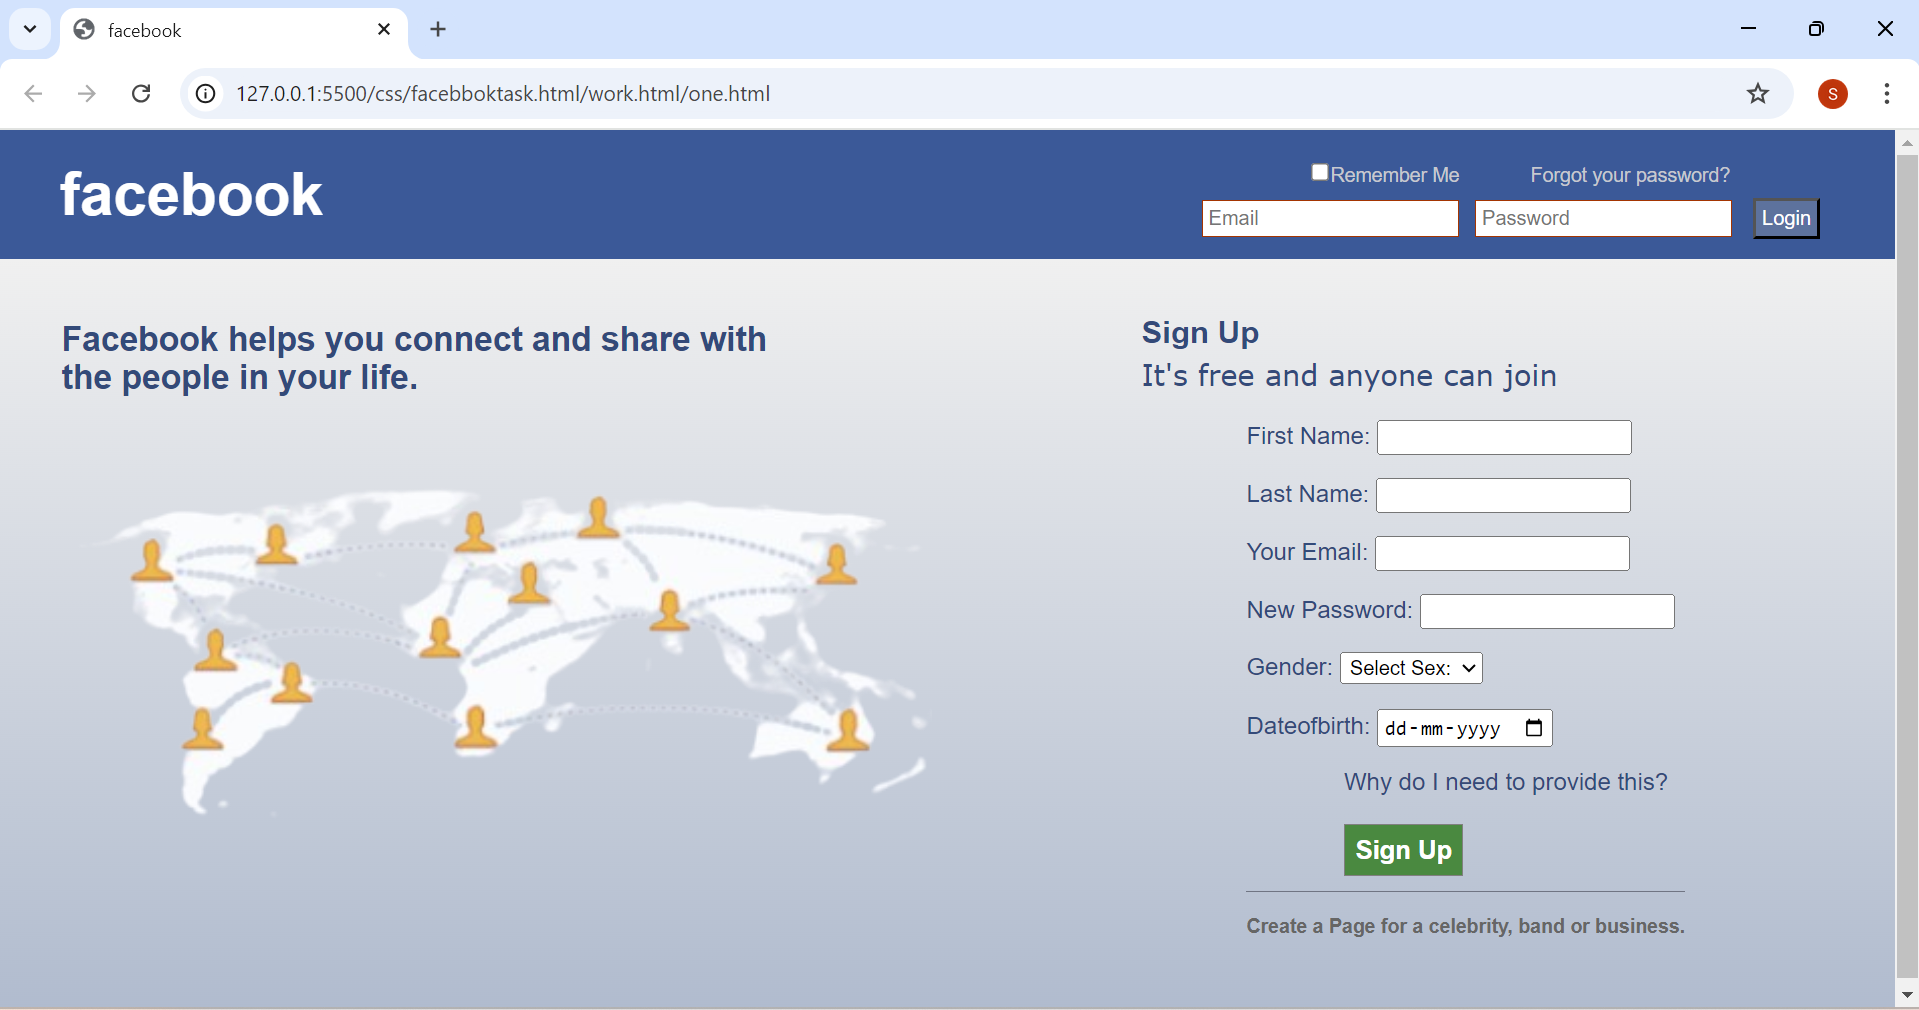 facebook
127.0.0.1:5500/css/facebboktask.html/work.html/one.html
S
facebook
Remember Me Forgot your password?
Email Password Login
Facebook helps you connect and share with
the people in your life.
Sign Up
It's free and anyone can join
First Name:
Last Name:
Your Email:
New Password:
Gender: Select Sex:
Dateofbirth: dd-mm-yyyy
Why do I need to provide this?
Sign Up
Create a Page for a celebrity, band or business.